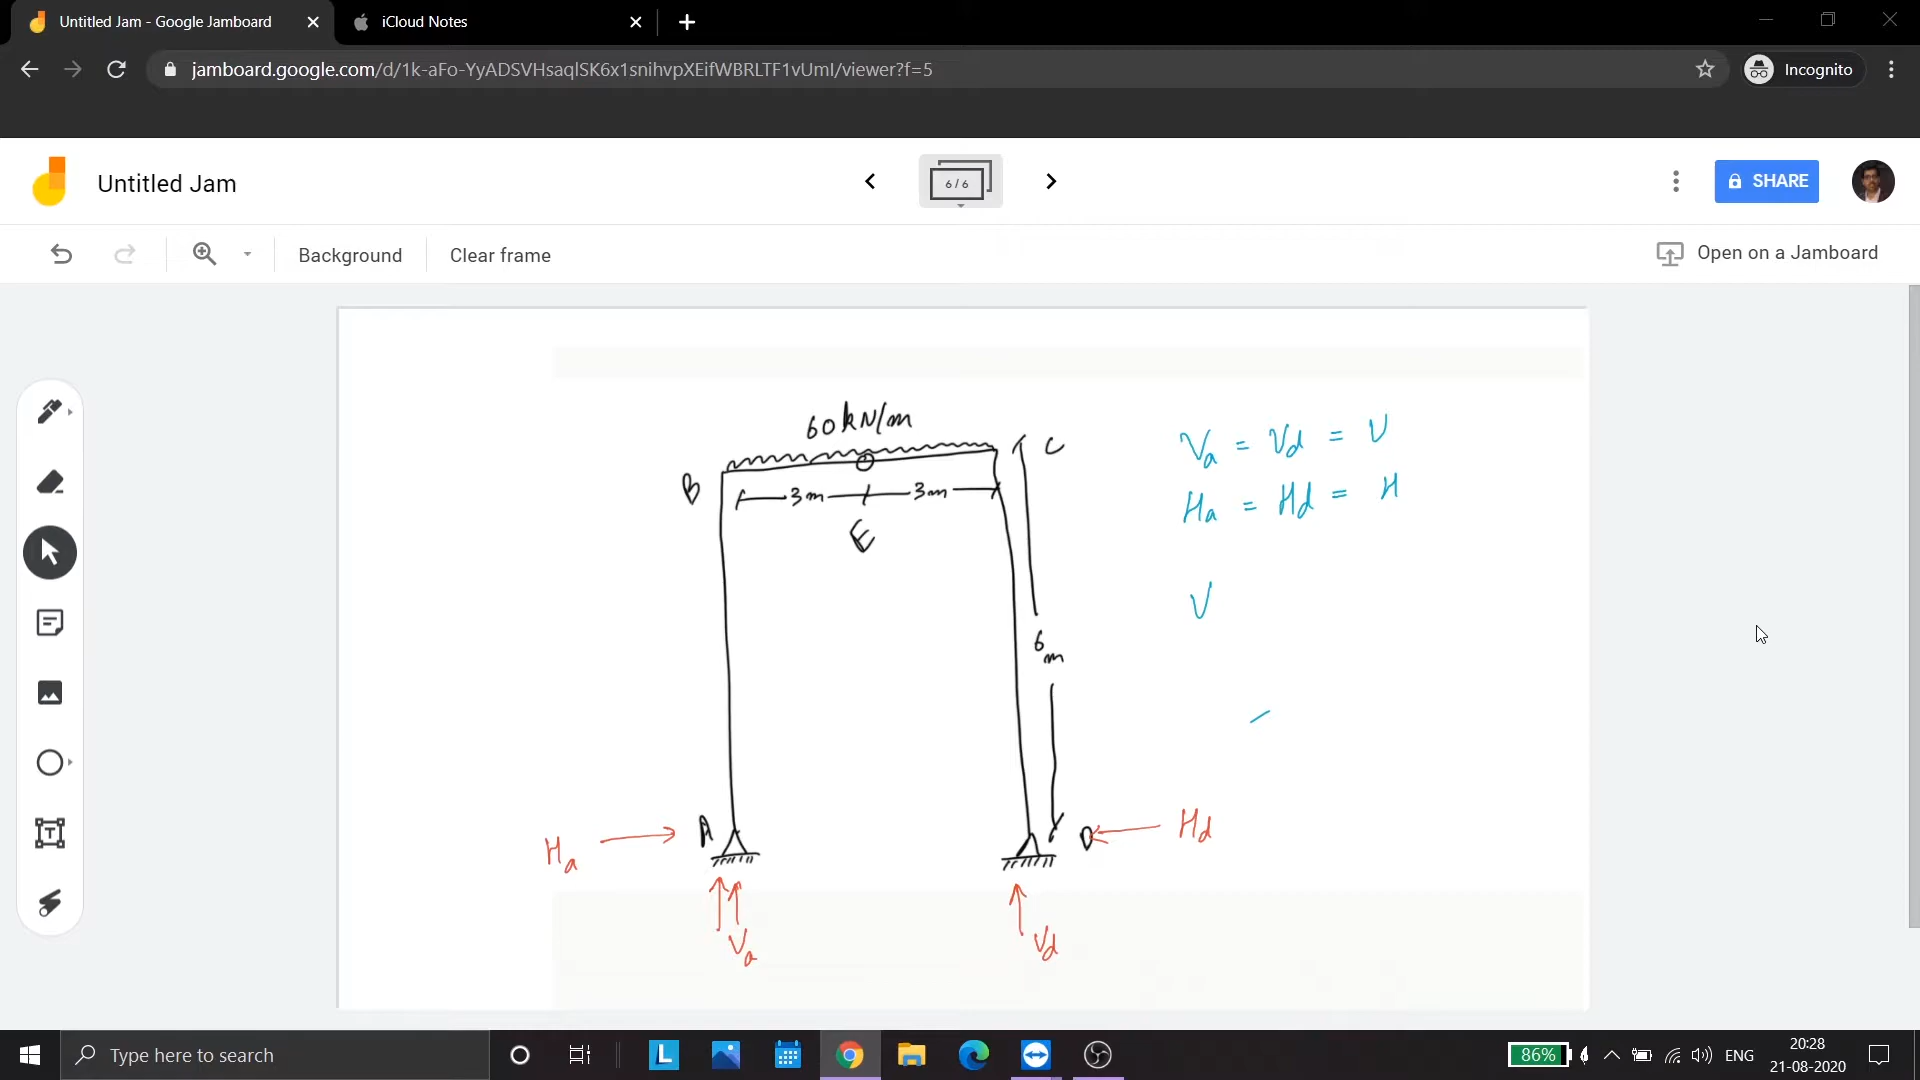 Untitled Jam - Google Jamboard
iCloud Notes
jamboard.google.com/d/1k-aFo-YyADSVHsaqlSK6x1snihvpXEifWBRLTF1vUmI/viewer?f=5
Incognito
Untitled Jam
6/6
SHARE
Background
Clear frame
Open on a Jamboard
60kN/m
B
C
3m
3m
E
6
m
Va = Vd = V
Ha = Hd = H
V
Ha
A
D
Hd
Va
Vd
Type here to search
L
86%
ENG
20:28
21-08-2020